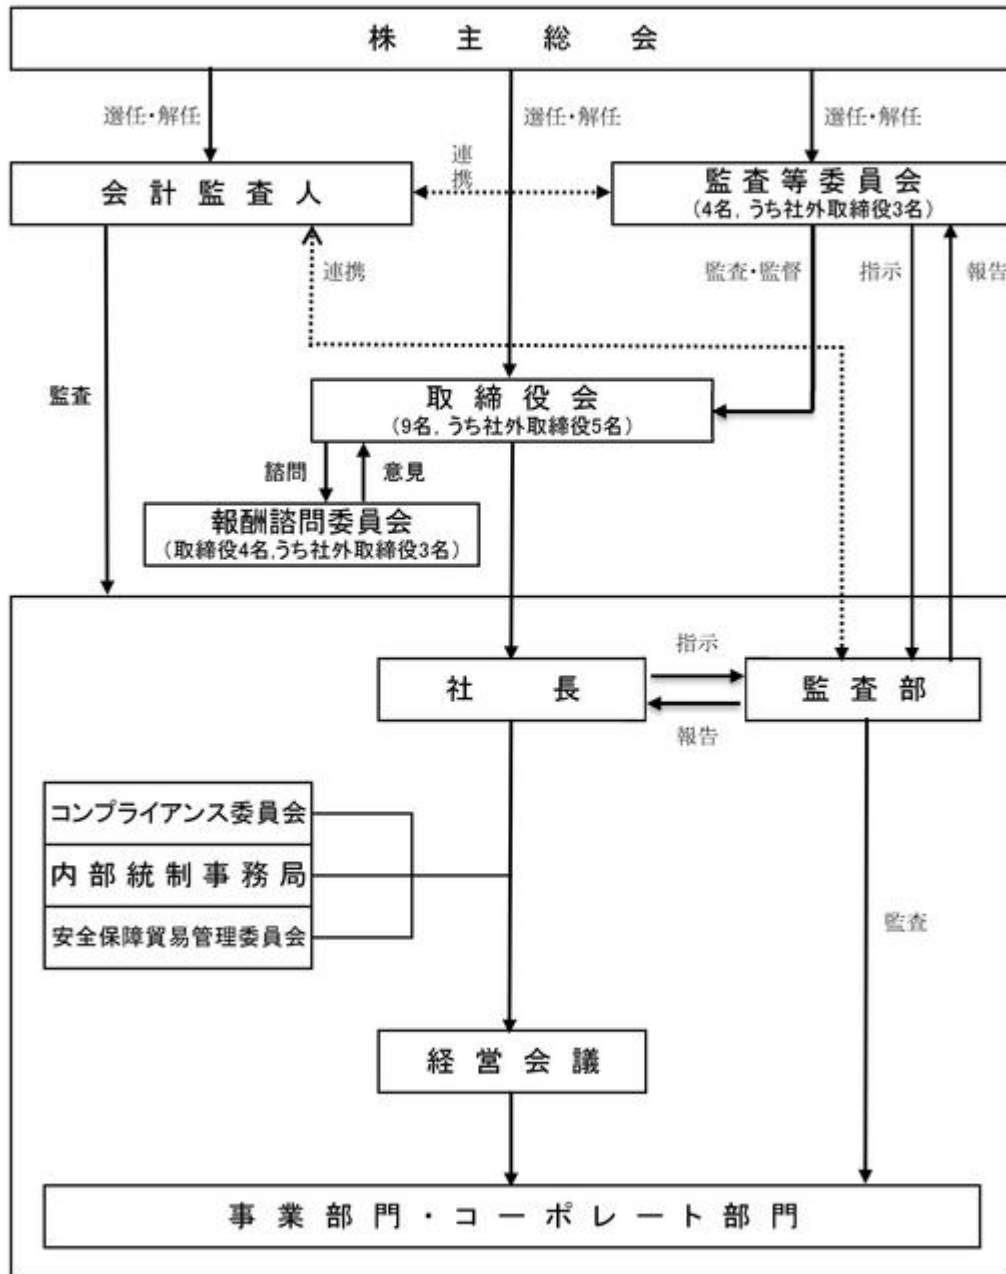 株主総会
選任・解任
選任・解任
選任・解任
会計監査人
連携
監査等委員会
(4名, うち社外取締役3名)
連携
監査・監督
指示
報告
監査
取締役会
(9名, うち社外取締役5名)
諮問
意見
報酬諮問委員会
(取締役4名,うち社外取締役3名)
社長
指示
報告
監査部
コンプライアンス委員会
内部統制事務局
安全保障貿易管理委員会
監査
経営会議
事業部門・コーポレート部門